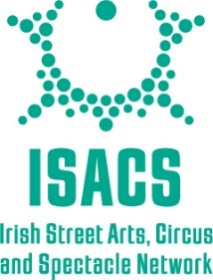 ISACS
Irish Street Arts, Circus
and Spectacle Network